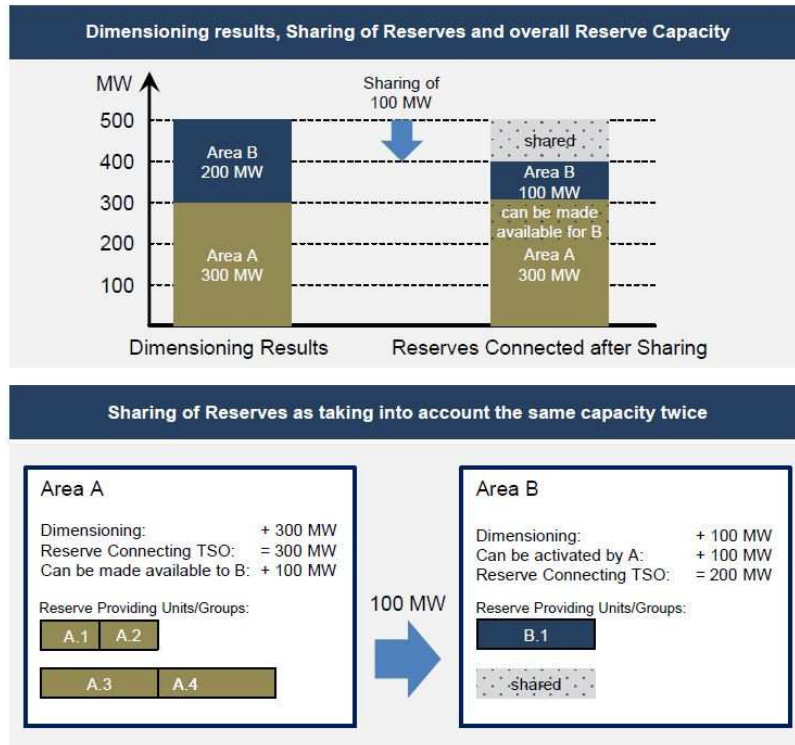 Dimensioning results, Sharing of Reserves and overall Reserve Capacity
MW
Sharing of
100 MW
500
400
300
200
100
Area B
200 MW
Area A
300 MW
shared
Area B
100 MW
can be made
available for B
Area A
300 MW
Dimensioning Results
Reserves Connected after Sharing
Sharing of Reserves as taking into account the same capacity twice
Area A
Dimensioning: + 300 MW
Reserve Connecting TSO: = 300 MW
Can be made available to B: + 100 MW
Reserve Providing Units/Groups:
A.1 A.2
A.3 A.4
100 MW
Area B
Dimensioning: + 100 MW
Can be activated by A: + 100 MW
Reserve Connecting TSO: = 200 MW
Reserve Providing Units/Groups:
B.1
shared